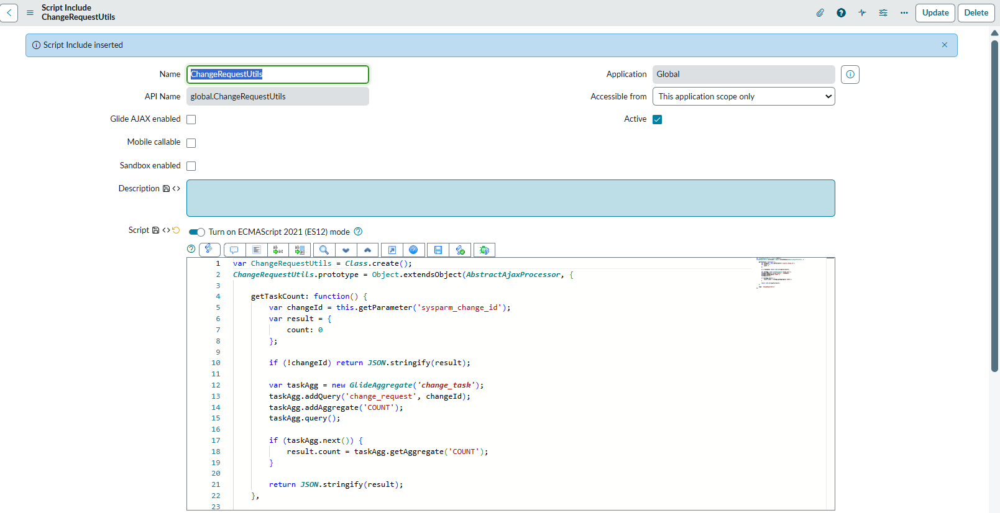 Script Include
ChangeRequestUtils
Update
Delete
Script Include inserted
Name
ChangeRequestUtils
Application
Global
API Name
global.ChangeRequestUtils
Accessible from
This application scope only
Glide AJAX enabled
Active
Mobile callable
Sandbox enabled
Description
Script
Turn on ECMAScript 2021 (ES12) mode
1 var ChangeRequestUtils = Class.create();
2 ChangeRequestUtils.prototype = Object.extendsObject(AbstractAjaxProcessor, {
3
4 getTaskCount: function() {
5 var changeId = this.getParameter('sysparm_change_id');
6 var result = {
7 count: 0
8 };
9
10 if (!changeId) return JSON.stringify(result);
11
12 var taskAgg = new GlideAggregate('change_task');
13 taskAgg.addQuery('change_request', changeId);
14 taskAgg.addAggregate('COUNT');
15 taskAgg.query();
16
17 if (taskAgg.next()) {
18 result.count = taskAgg.getAggregate('COUNT');
19 }
20
21 return JSON.stringify(result);
22 },
23